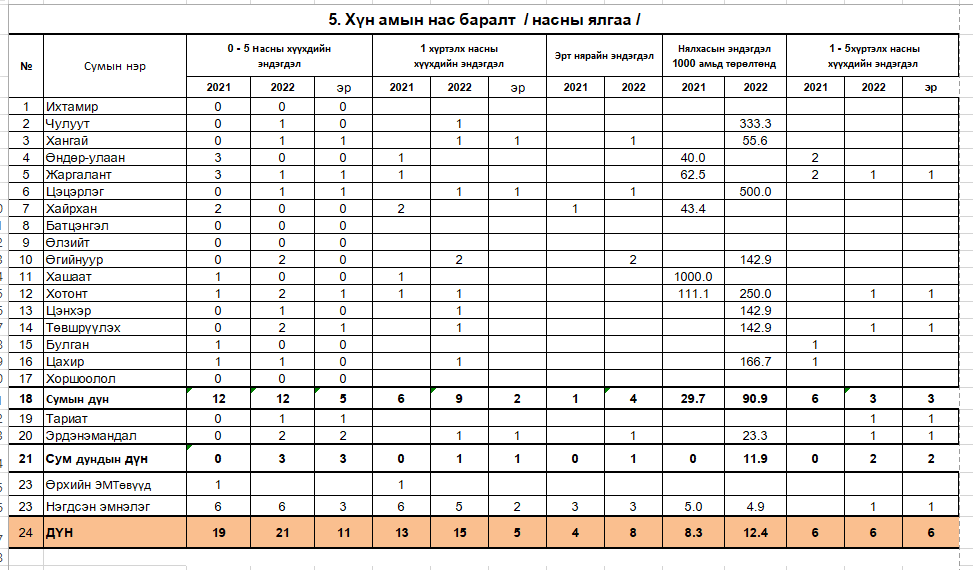 5. Хүн амын нас баралт / насны ялгаа /
№ Сумын нэр 0 - 5 Насны хүүхдийн эндэгдэл 1 хүртэлх насны хүүхдийн эндэгдэл Эрт нярайн эндэгдэл Нялхасын эндэгдэл 1000 амьд төрөлтөнд 1 - 5хүртэлх насны хүүхдийн эндэгдэл
2021 2022 эр 2021 2022 эр 2021 2022 2021 2022 2021 2022 эр
1 Ихтамир 0 0 0
2 Чулуут 0 1 0 1 333.3
3 Хангай 0 1 1 1 1 1 55.6
4 Өндөр-улаан 3 0 0 1 40.0 2
5 Жаргалант 3 1 1 1 62.5 2 1 1
6 Цэцэрлэг 0 1 1 1 1 1 500.0
7 Хайрхан 2 0 0 2 1 43.4
8 Батцэнгэл 0 0 0
9 Өлзийт 0 0 0
10 Өгийнуур 0 2 0 2 2 142.9
11 Хашаат 1 0 0 1 1000.0
12 Хотонт 1 2 1 1 1 111.1 250.0 1 1
13 Цэнхэр 0 1 0 1 142.9
14 Төвшрүүлэх 0 2 1 1 142.9 1 1
15 Булган 1 0 0 1
16 Цахир 1 1 0 1 166.7 1
17 Хоршоолол 0 0 0
18 Сумын дүн 12 12 5 6 9 2 1 4 29.7 90.9 6 3 3
19 Тариат 0 1 1 1 1
20 Эрдэнэмандал 0 2 2 1 1 1 23.3 1 1
21 Сум дундын дүн 0 3 3 0 1 1 0 1 0 11.9 0 2 2
23 Өрхийн ЭМТөвүүд 1 1
23 Нэгдсэн эмнэлэг 6 6 3 6 5 2 3 3 5.0 4.9 1 1
24 ДҮН 19 21 11 13 15 5 4 8 8.3 12.4 6 6 6